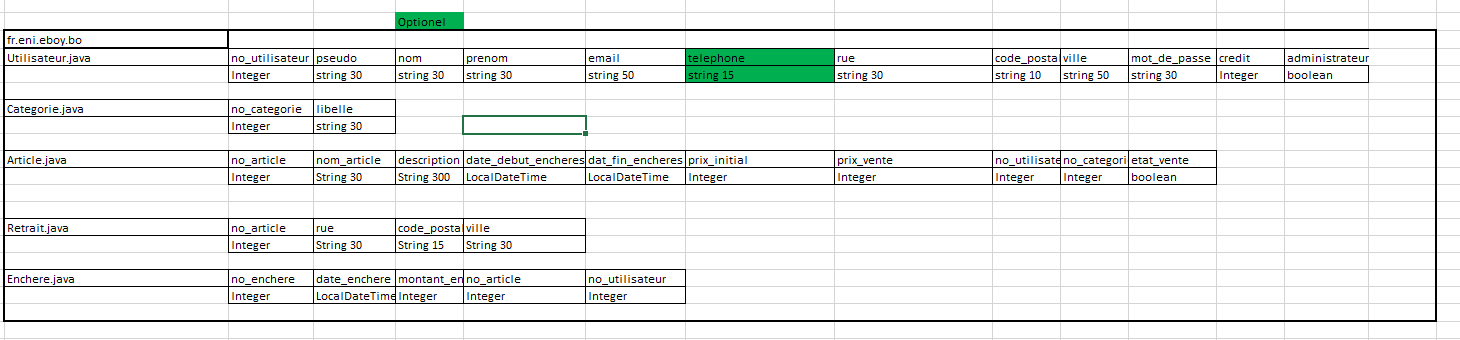 Optionel
fr.eni.eboy.bo
Utilisateur.java no_utilisateur pseudo nom prenom email telephone rue code_posta ville mot_de_passe credit administrateur
Integer string 30 string 30 string 30 string 50 string 15 string 30 string 10 string 50 string 30 Integer boolean
Categorie.java no_categorie libelle
Integer string 30
Article.java no_article nom_article description date_debut_encheres dat_fin_encheres prix_initial prix_vente no_utilisate no_categori etat_vente
Integer String 30 String 300 LocalDateTime LocalDateTime Integer Integer Integer Integer boolean
Retrait.java no_article rue code_posta ville
Integer String 30 String 15 String 30
Enchere.java no_enchere date_enchere montant_en no_article no_utilisateur
Integer LocalDateTime Integer Integer Integer